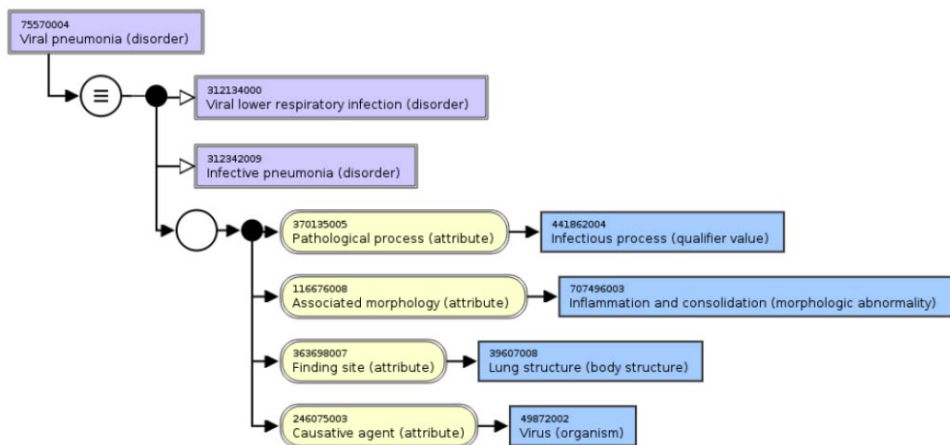 75570004
Viral pneumonia (disorder)
312134000
Viral lower respiratory infection (disorder)
312342009
Infective pneumonia (disorder)
370135005
Pathological process (attribute)
441862004
Infectious process (qualifier value)
116676008
Associated morphology (attribute)
707496003
Inflammation and consolidation (morphologic abnormality)
363698007
Finding site (attribute)
39607008
Lung structure (body structure)
246075003
Causative agent (attribute)
49872002
Virus (organism)